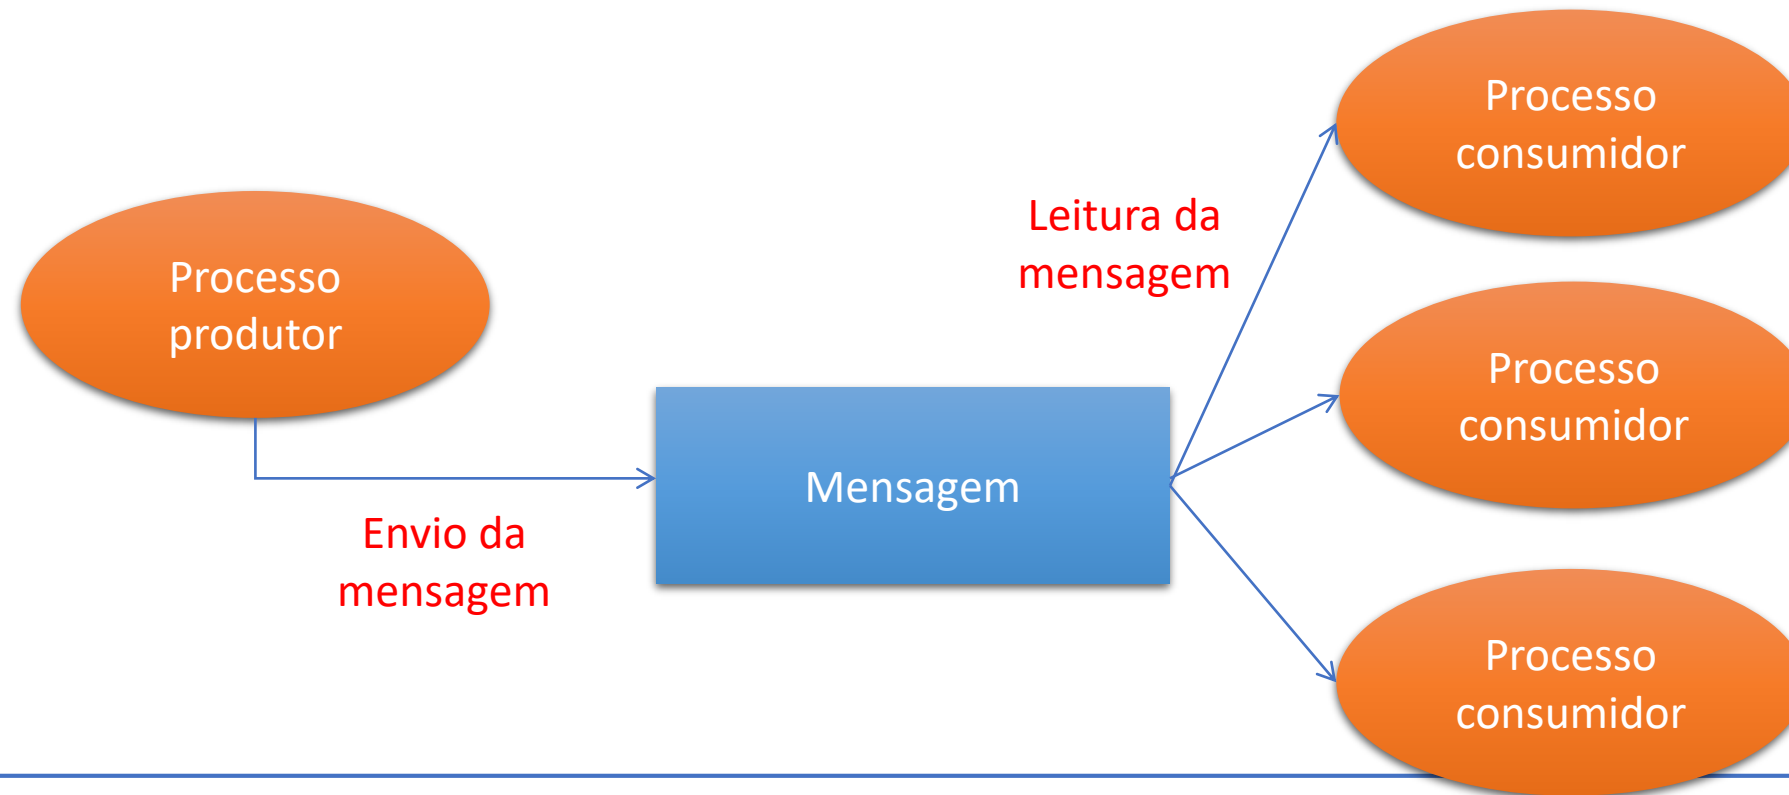 Processo
produtor
Envio da
mensagem
Mensagem
Leitura da
mensagem
Processo
consumidor
Processo
consumidor
Processo
consumidor